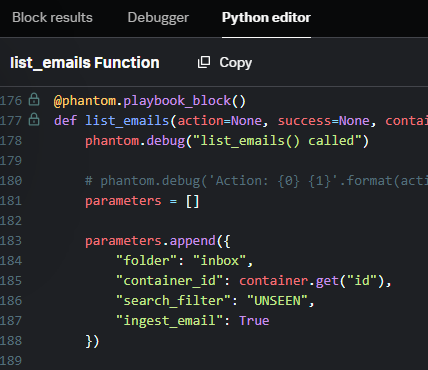 Block results Debugger Python editor
list_emails Function Copy
176 @phantom.playbook_block()
177 def list_emails(action=None, success=None, contai
178     phantom.debug("list_emails() called")
179
180     # phantom.debug('Action: {0} {1}'.format(acti
181     parameters = []
182
183     parameters.append({
184         "folder": "inbox",
185         "container_id": container.get("id"),
186         "search_filter": "UNSEEN",
187         "ingest_email": True
188     })
189